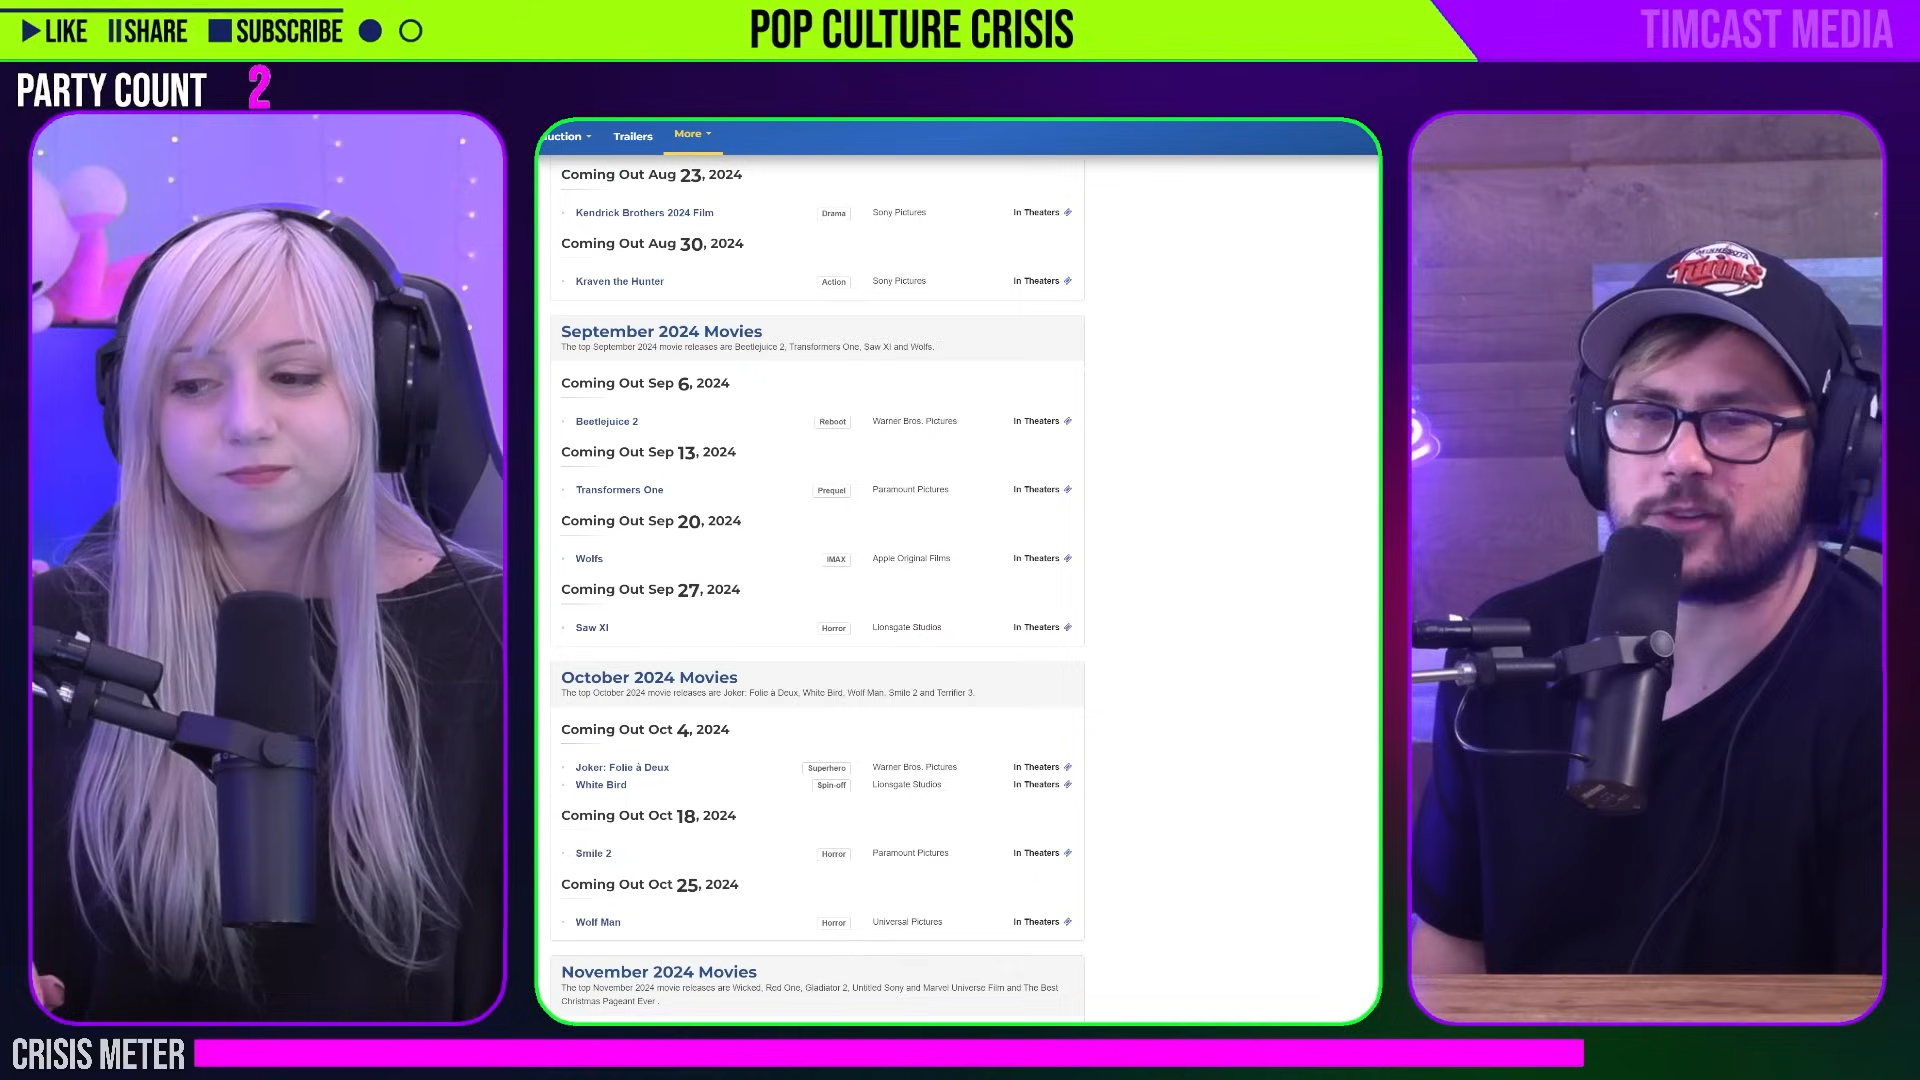 LIKE SHARE SUBSCRIBE
POP CULTURE CRISIS
TIMCAST MEDIA
PARTY COUNT 2
uction Trailers More
Coming Out Aug 23, 2024
Kendrick Brothers 2024 Film Drama Sony Pictures In Theaters
Coming Out Aug 30, 2024
Kraven the Hunter Action Sony Pictures In Theaters
September 2024 Movies
The top September 2024 movie releases are Beetlejuice 2, Transformers One, Saw XI and Wolfs.
Coming Out Sep 6, 2024
Beetlejuice 2 Reboot Warner Bros. Pictures In Theaters
Coming Out Sep 13, 2024
Transformers One Prequel Paramount Pictures In Theaters
Coming Out Sep 20, 2024
Wolfs IMAX Apple Original Films In Theaters
Coming Out Sep 27, 2024
Saw XI Horror Lionsgate Studios In Theaters
October 2024 Movies
The top October 2024 movie releases are Joker: Folie à Deux, White Bird, Wolf Man, Smile 2 and Terrifier 3.
Coming Out Oct 4, 2024
Joker: Folie à Deux Superhero Warner Bros. Pictures In Theaters
White Bird Spin-off Lionsgate Studios In Theaters
Coming Out Oct 18, 2024
Smile 2 Horror Paramount Pictures In Theaters
Coming Out Oct 25, 2024
Wolf Man Horror Universal Pictures In Theaters
November 2024 Movies
The top November 2024 movie releases are Wicked, Red One, Gladiator 2, Untitled Sony and Marvel Universe Film and The Best
Christmas Pageant Ever .
MINNESOTA
Twins
CRISIS METER